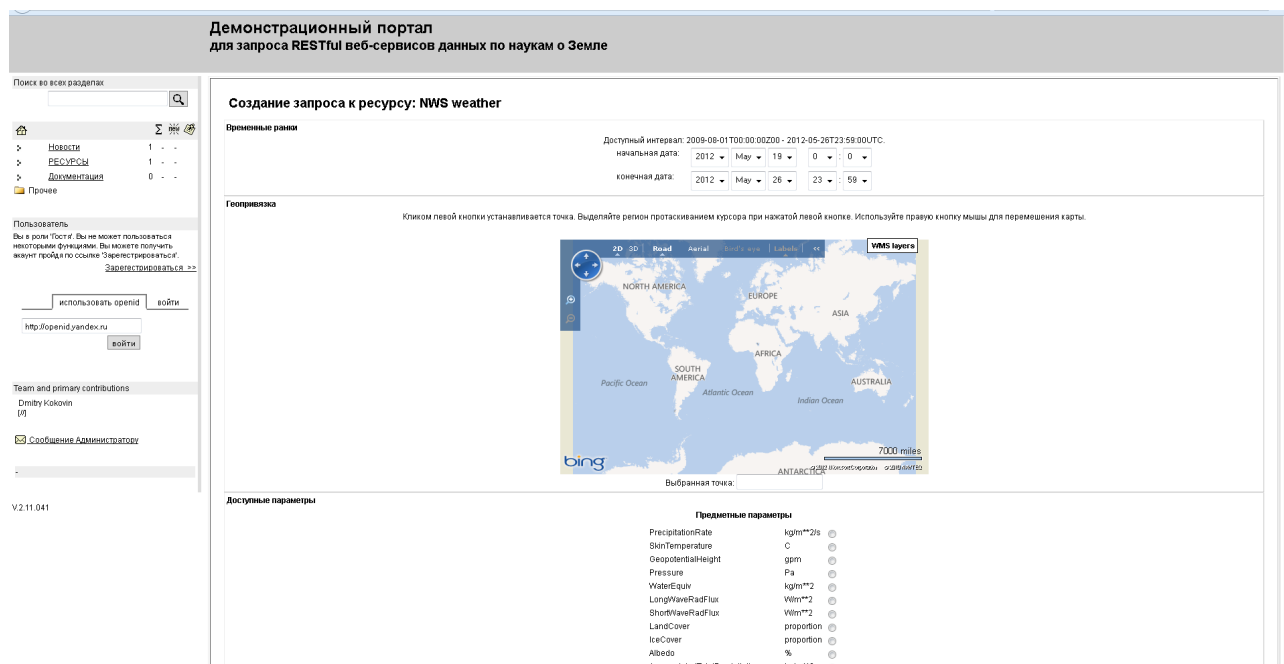 Демонстрационный портал
для запроса RESTful веб-сервисов данных по наукам о Земле
Поиск во всех разделах
Σ new
Новости 1 - -
РЕСУРСЫ 1 - -
Документация 0 - -
Прочее
Пользователь
Вы в роли 'Гостя'. Вы не может пользоваться
некоторыми функциями. Вы можете получить
акаунт пройдя по ссылке 'Зарегестрироваться'.
Зарегестрироваться >>
использовать openid войти
http://openid.yandex.ru
войти
Team and primary contributions
Dmitry Kokovin
[//]
Сообщение Администратору
-
V.2.11.041
Создание запроса к ресурсу: NWS weather
Временные рамки
Доступный интервал: 2009-08-01T00:00:00Z00 - 2012-05-26T23:59:00UTC.
начальная дата: 2012 May 19 0 : 0
конечная дата: 2012 May 26 23 : 59
Геопривязка
Кликом левой кнопки устанавливается точка. Выделяйте регион протаскиванием курсора при нажатой левой кнопке. Используйте правую кнопку мышы для перемешения карты.
2D 3D Road Aerial Bird's eye Labels <<
WMS layers
NORTH AMERICA
EUROPE
ASIA
AFRICA
SOUTH
AMERICA
AUSTRALIA
Pacific Ocean
Atlantic Ocean
Indian Ocean
7000 miles
bing
ANTARCTICA
Выбранная точка:
Доступные параметры
Предметные параметры
PrecipitationRate kg/m**2/s
SkinTemperature C
GeopotentialHeight gpm
Pressure Pa
WaterEquiv kg/m**2
LongWaveRadFlux W/m**2
ShortWaveRadFlux W/m**2
LandCover proportion
IceCover proportion
Albedo %